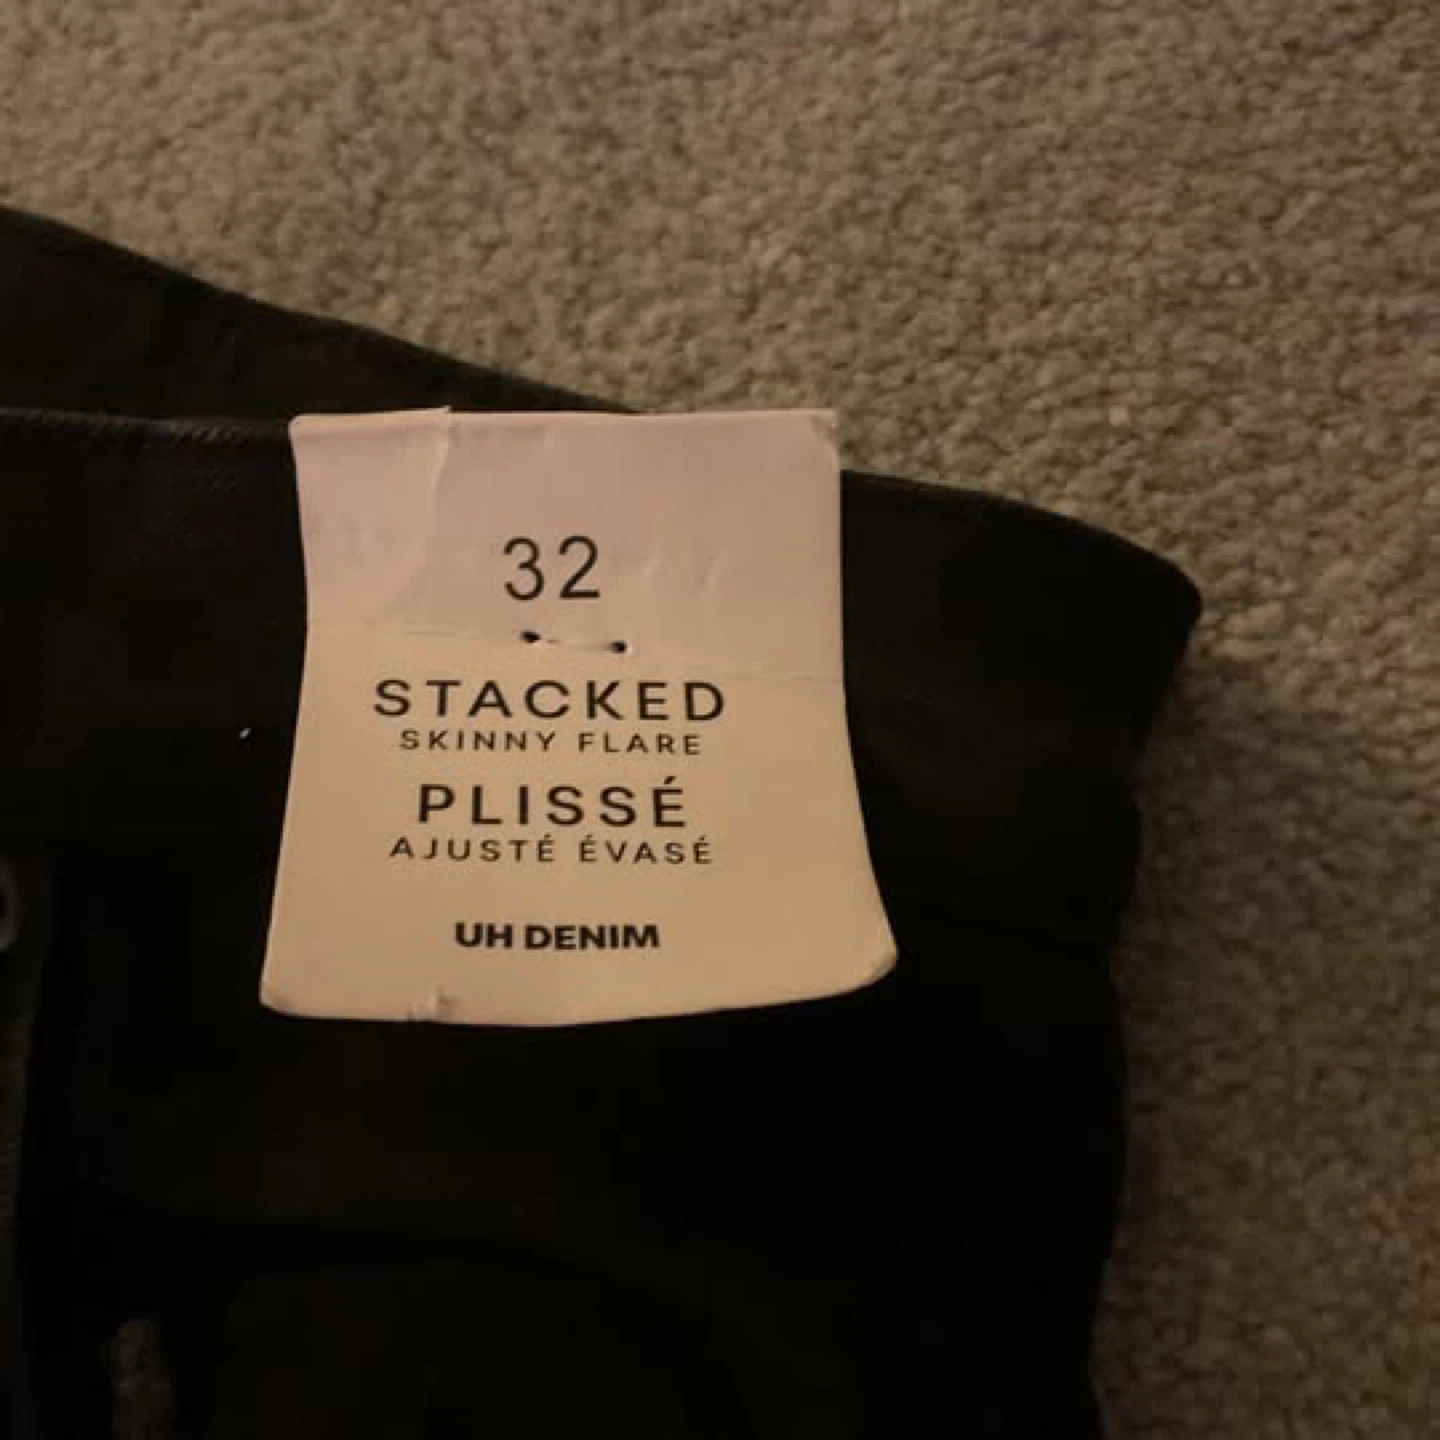 32
STACKED
SKINNY FLARE
PLISSÉ
AJUSTÉ ÉVASÉ
UH DENIM